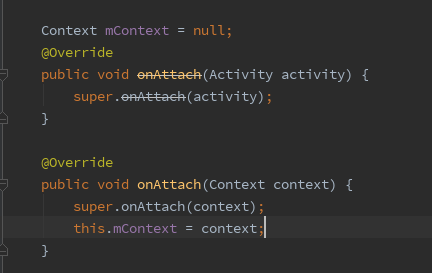 Context mContext = null;
@Override
public void onAttach(Activity activity) {
super.onAttach(activity);
}
@Override
public void onAttach(Context context) {
super.onAttach(context);
this.mContext = context;
}